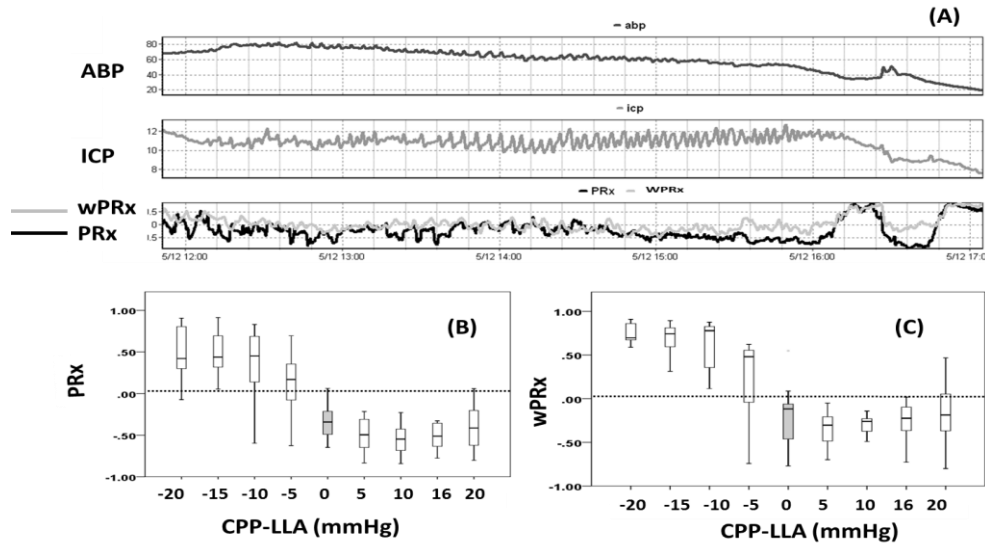 (A)
abp
ABP
80
60
40
20
icp
ICP
12
10
8
PRx WPRx
wPRx
PRx
1.5
0
1.5
5/12 12:00 5/12 13:00 5/12 14:00 5/12 15:00 5/12 16:00 5/12 17:0
(B)
PRx
1.00
.50
.00
-.50
-1.00
-20 -15 -10 -5 0 5 10 16 20
CPP-LLA (mmHg)
(C)
wPRx
1.00
.50
.00
-.50
-1.00
-20 -15 -10 -5 0 5 10 16 20
CPP-LLA (mmHg)